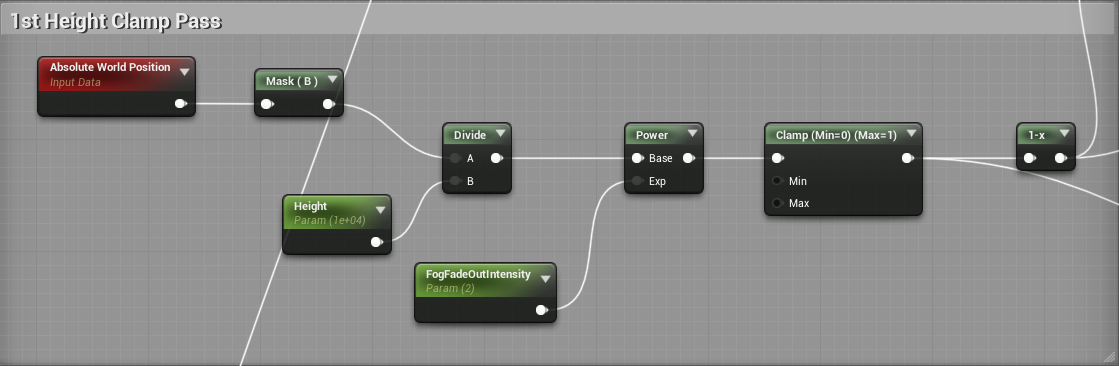 1st Height Clamp Pass
Absolute World Position
Input Data
Mask ( B )
Divide
A
B
Power
Base
Exp
Clamp (Min=0) (Max=1)
Min
Max
1-x
Height
Param (1e+04)
FogFadeOutIntensity
Param (2)